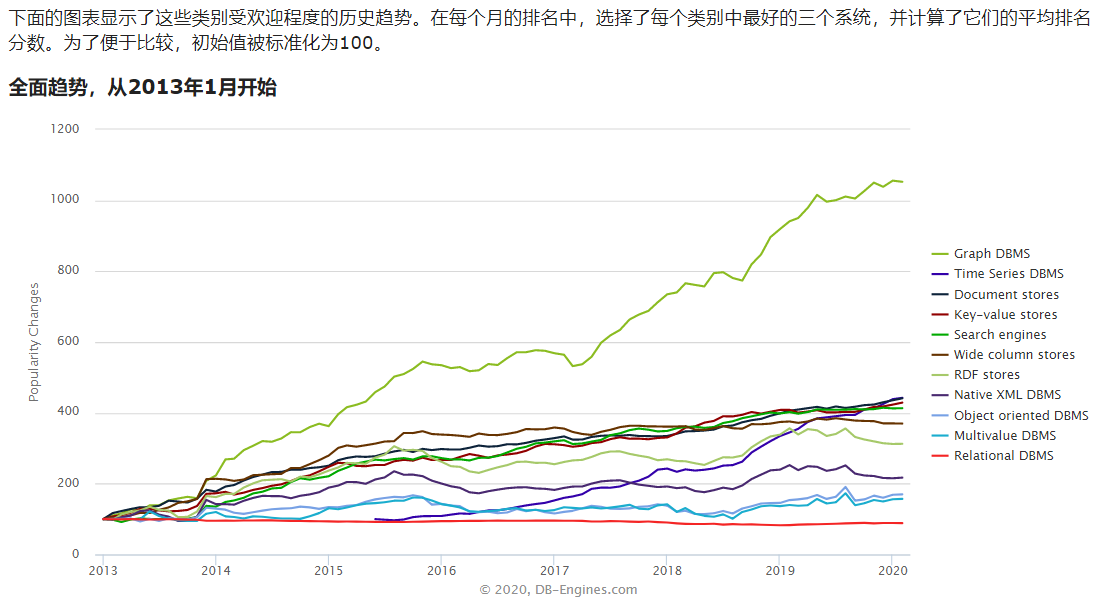 下面的图表显示了这些类别受欢迎程度的历史趋势。在每个月的排名中，选择了每个类别中最好的三个系统，并计算了它们的平均排名
分数。为了便于比较，初始值被标准化为100。
全面趋势，从2013年1月开始
1200
1000
800
600
400
200
0
Popularity Changes
2013
2014
2015
2016
2017
2018
2019
2020
Graph DBMS
Time Series DBMS
Document stores
Key-value stores
Search engines
Wide column stores
RDF stores
Native XML DBMS
Object oriented DBMS
Multivalue DBMS
Relational DBMS
© 2020, DB-Engines.com